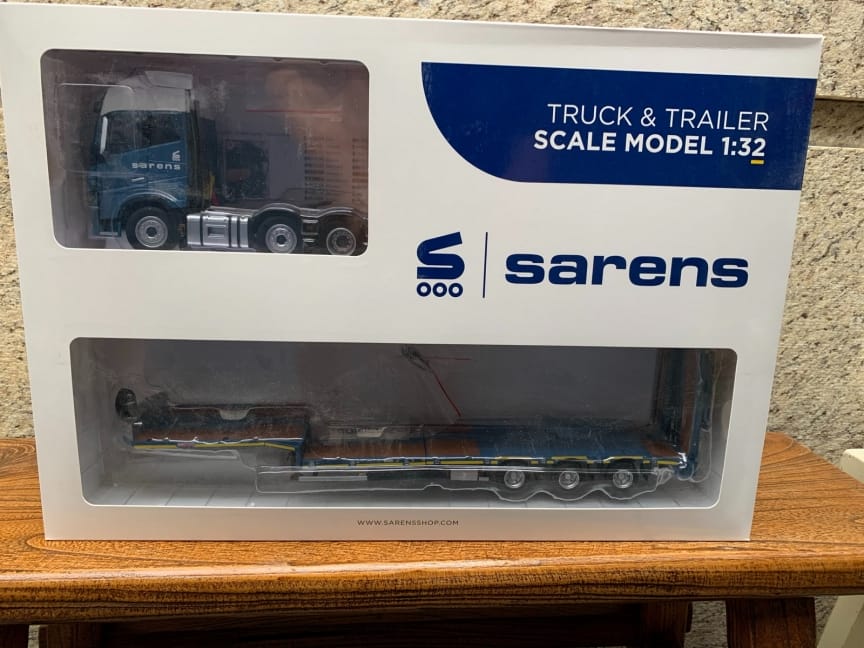 TRUCK & TRAILER
SCALE MODEL 1:32
sarens
sarens
WWW.SARENSSHOP.COM